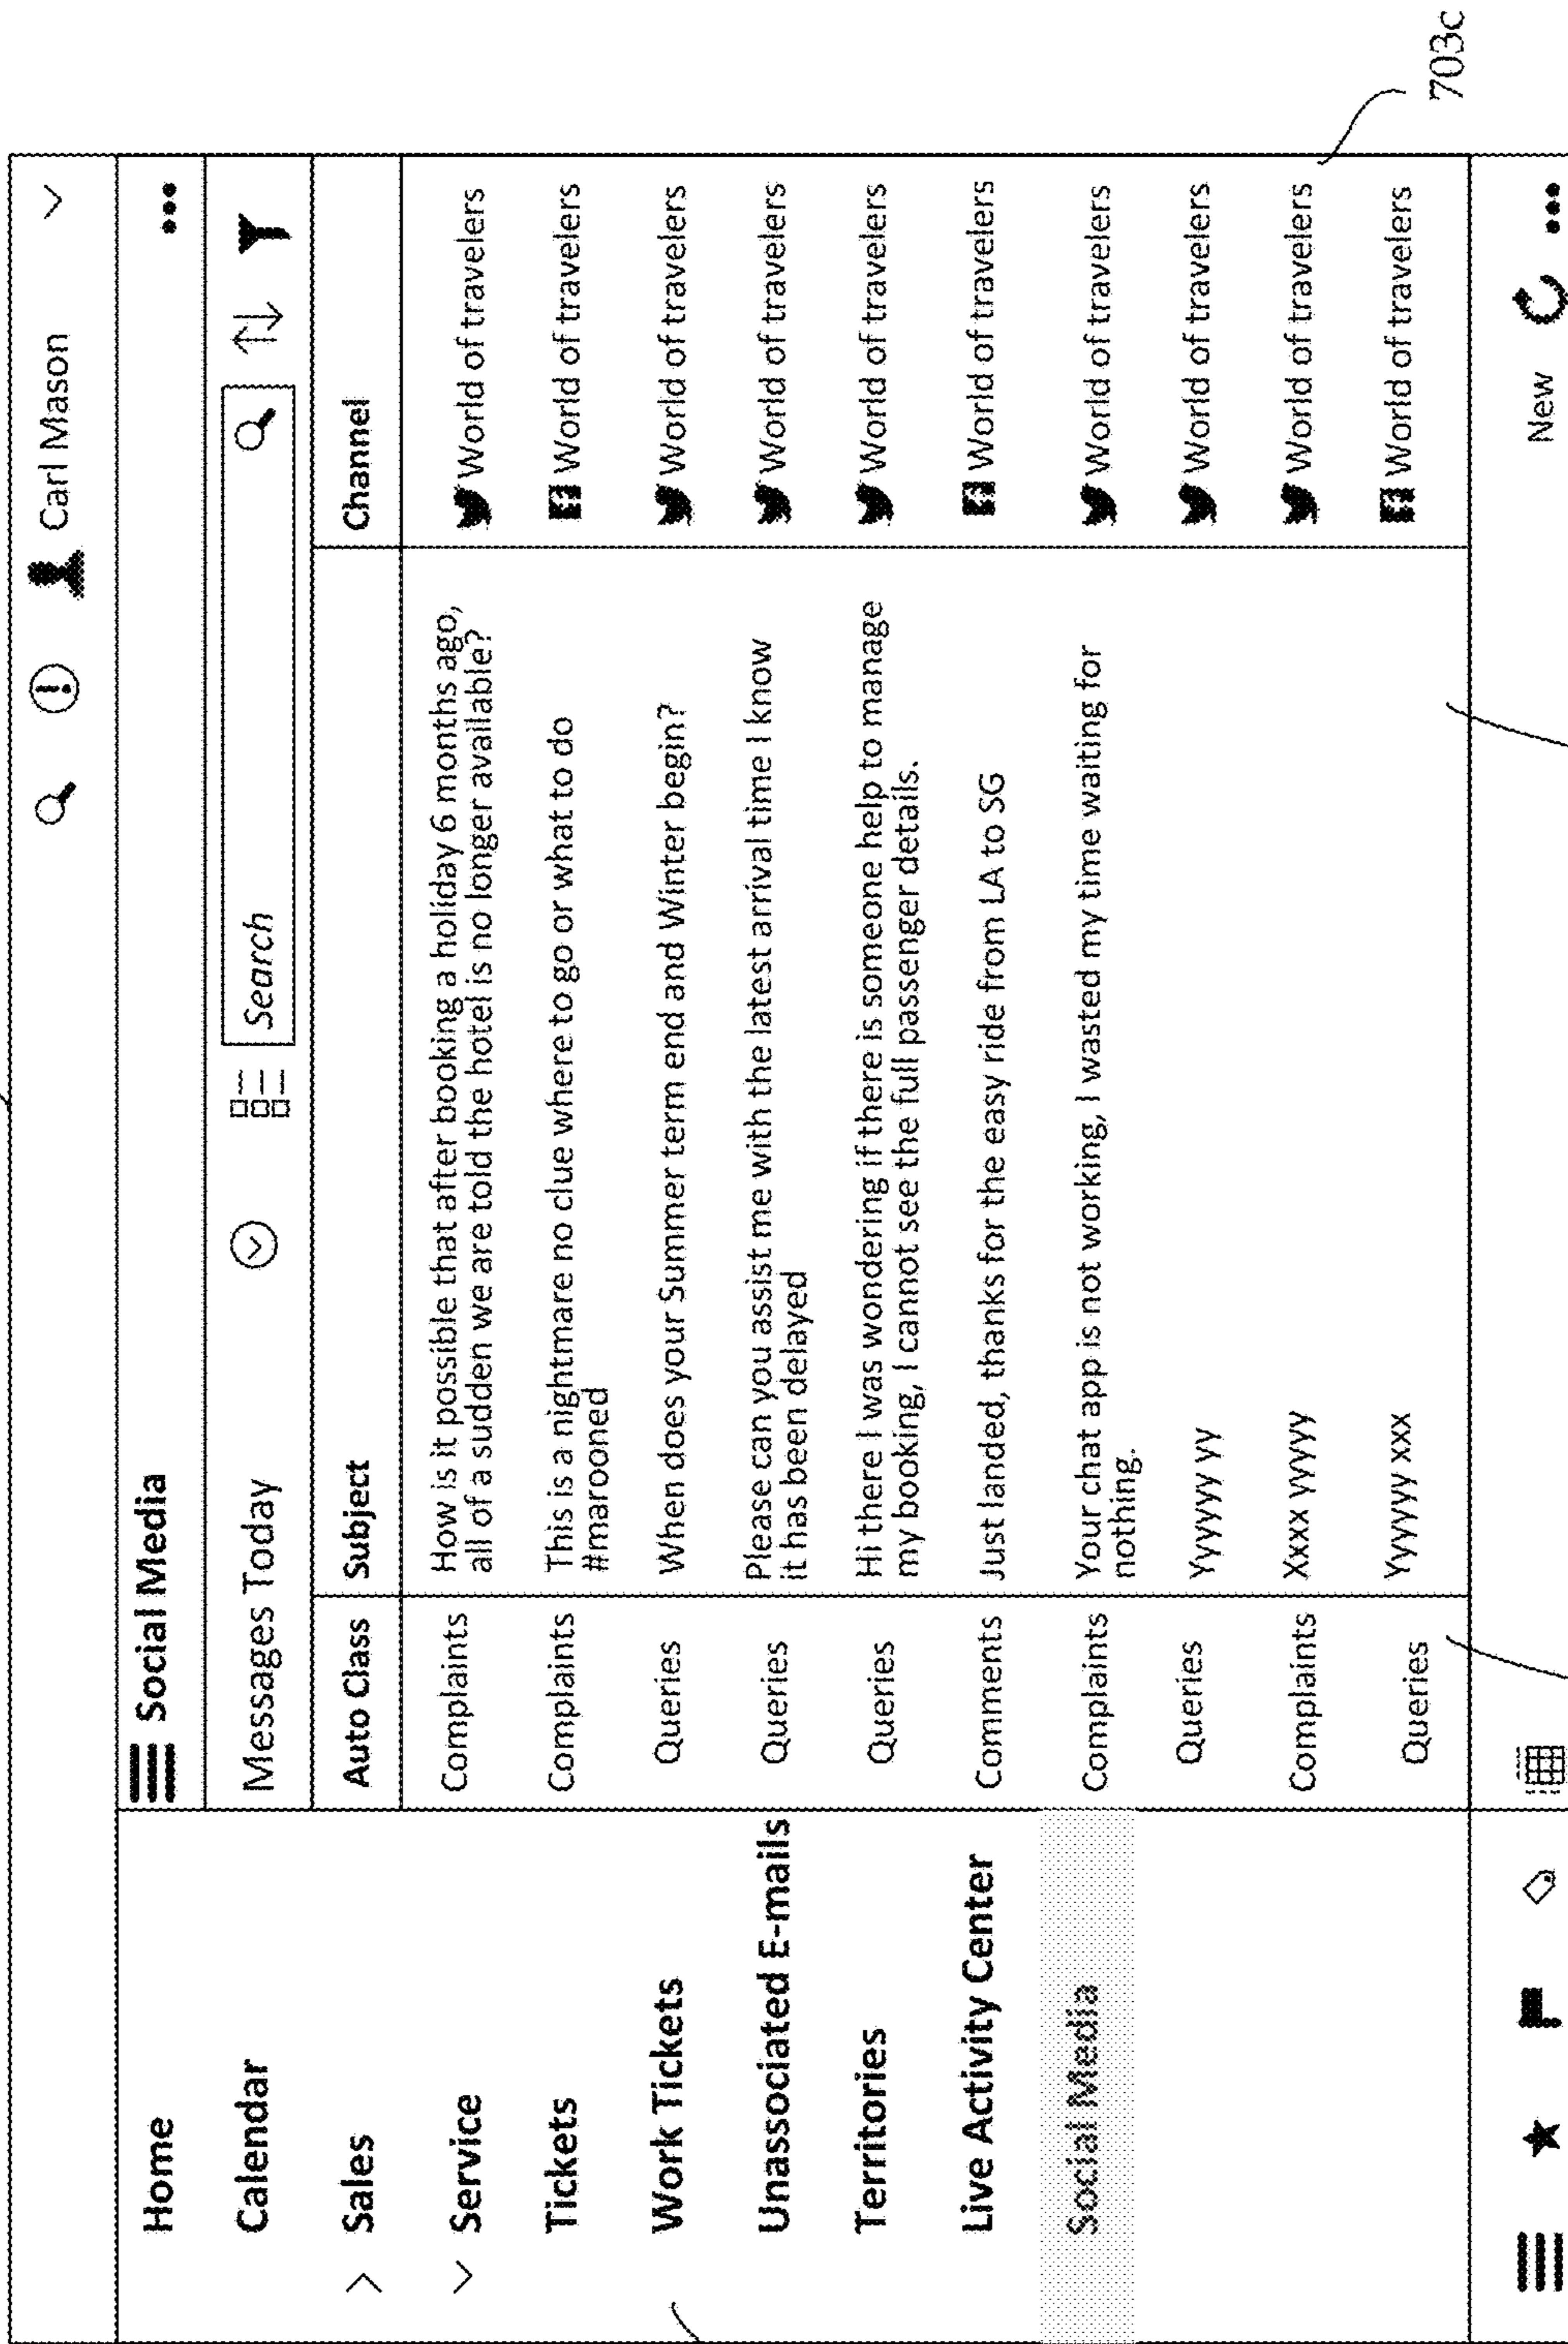 Carl Mason
Home
Calendar
Sales
Service
Tickets
Work Tickets
Unassociated E-mails
Territories
Live Activity Center
Social Media
Social Media
Messages Today
Search
Auto Class
Subject
Channel
Complaints
How is it possible that after booking a holiday 6 months ago,
all of a sudden we are told the hotel is no longer available?
World of travelers
Complaints
This is a nightmare no clue where to go or what to do
#marooned
World of travelers
Queries
When does your Summer term end and Winter begin?
World of travelers
Queries
Please can you assist me with the latest arrival time I know
it has been delayed
World of travelers
Queries
Hi there I was wondering if there is someone help to manage
my booking, I cannot see the full passenger details.
World of travelers
Comments
Just landed, thanks for the easy ride from LA to SG
World of travelers
Complaints
Your chat app is not working, I wasted my time waiting for
nothing.
World of travelers
Queries
Yyyyyy yy
World of travelers
Complaints
Xxxx yyyyy
World of travelers
Queries
Yyyyyy xxx
World of travelers
New
703c